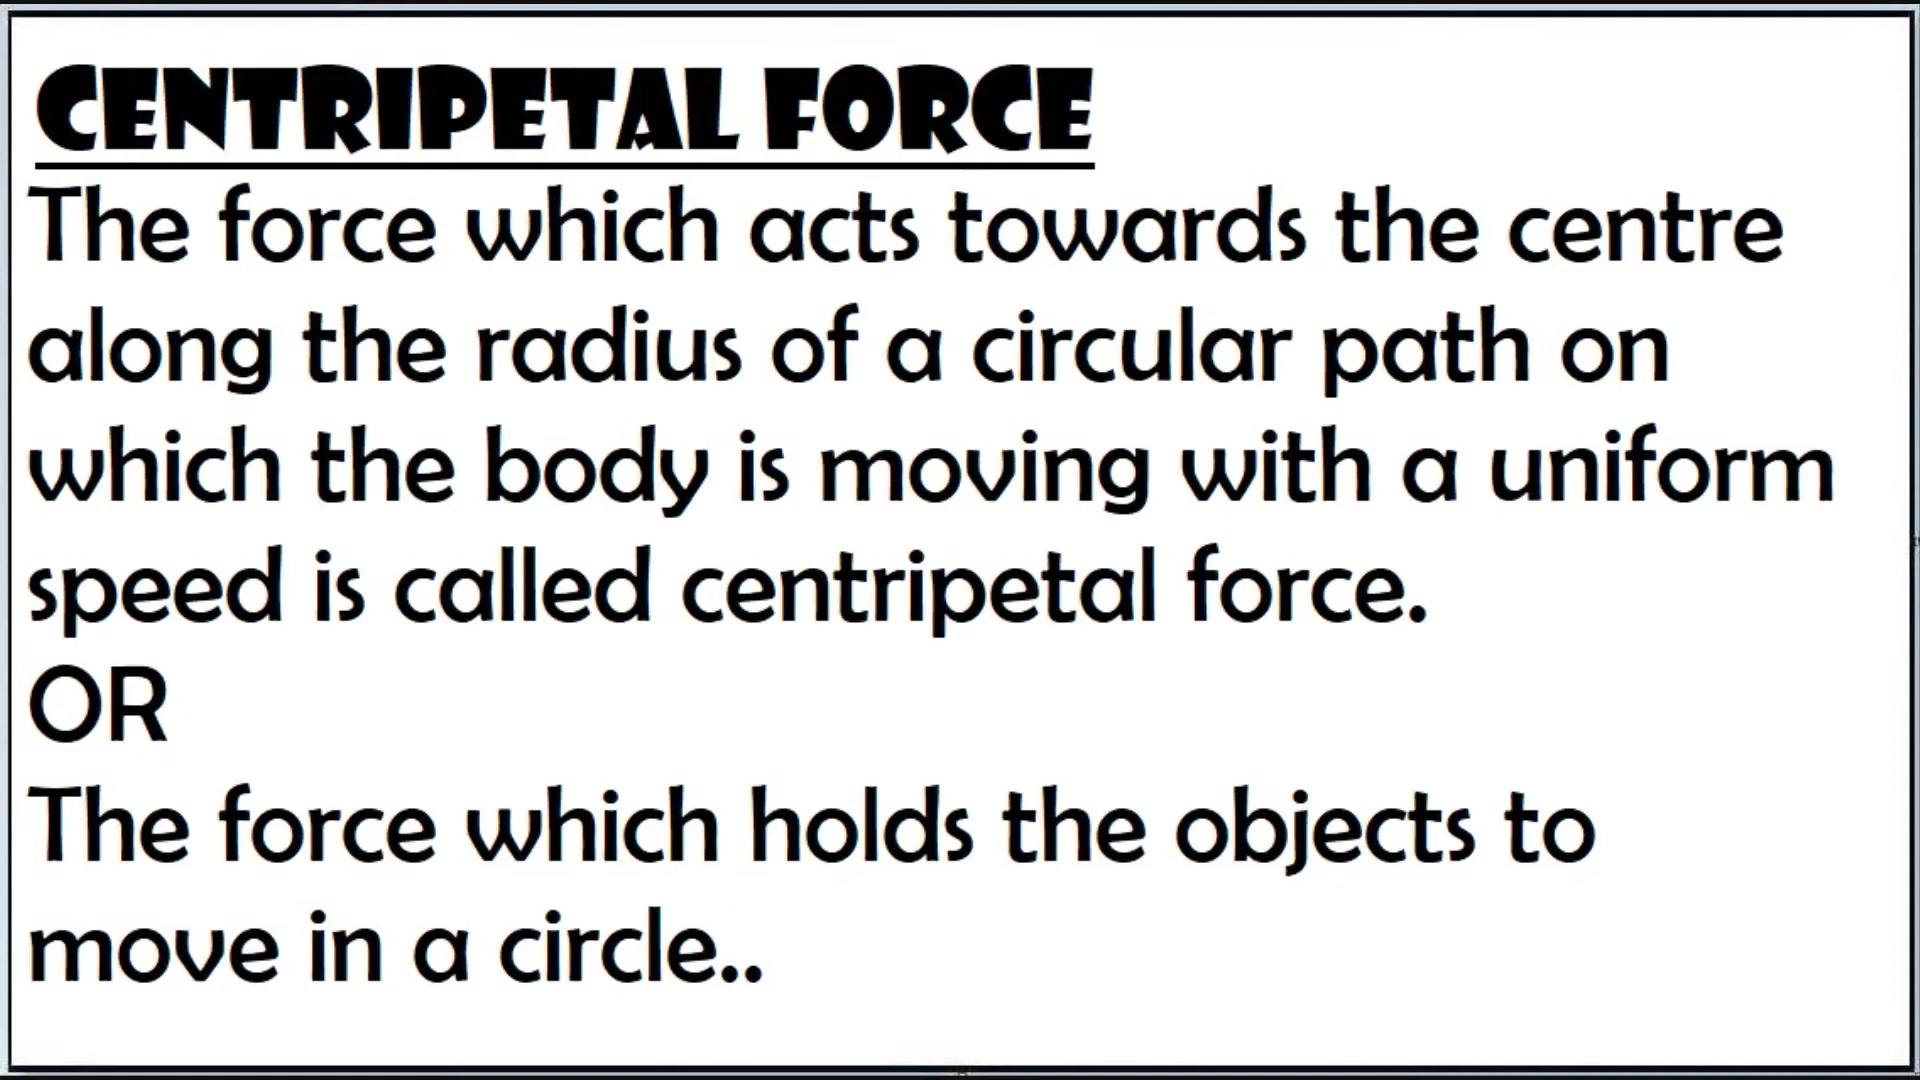 CENTRIPETAL FORCE
The force which acts towards the centre
along the radius of a circular path on
which the body is moving with a uniform
speed is called centripetal force.
OR
The force which holds the objects to
move in a circle..